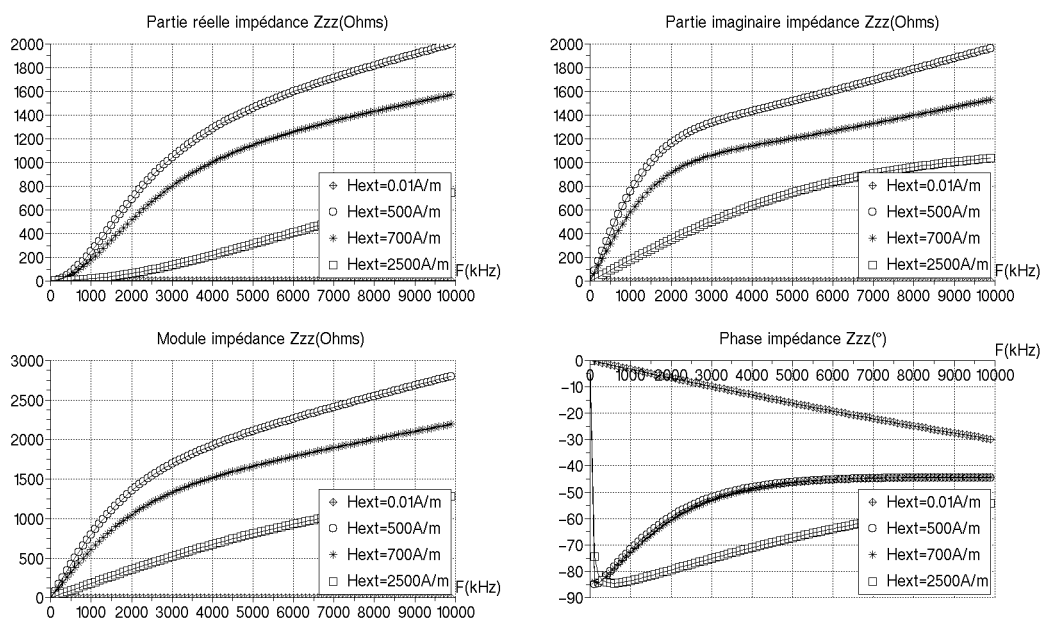 Partie réelle impédance Zzz(Ohms)
2000
1800
1600
1400
1200
1000
800
600
400
200
0
0 1000 2000 3000 4000 5000 6000 7000 8000 9000 10000
F(kHz)
Hext=0.01A/m
Hext=500A/m
Hext=700A/m
Hext=2500A/m
Partie imaginaire impédance Zzz(Ohms)
2000
1800
1600
1400
1200
1000
800
600
400
200
0
0 1000 2000 3000 4000 5000 6000 7000 8000 9000 10000
F(kHz)
Hext=0.01A/m
Hext=500A/m
Hext=700A/m
Hext=2500A/m
Module impédance Zzz(Ohms)
3000
2500
2000
1500
1000
500
0
0 1000 2000 3000 4000 5000 6000 7000 8000 9000 10000
F(kHz)
Hext=0.01A/m
Hext=500A/m
Hext=700A/m
Hext=2500A/m
Phase impédance Zzz(°)
F(kHz)
0 1000 2000 3000 4000 5000 6000 7000 8000 9000 10000
0
−10
−20
−30
−40
−50
−60
−70
−80
−90
Hext=0.01A/m
Hext=500A/m
Hext=700A/m
Hext=2500A/m